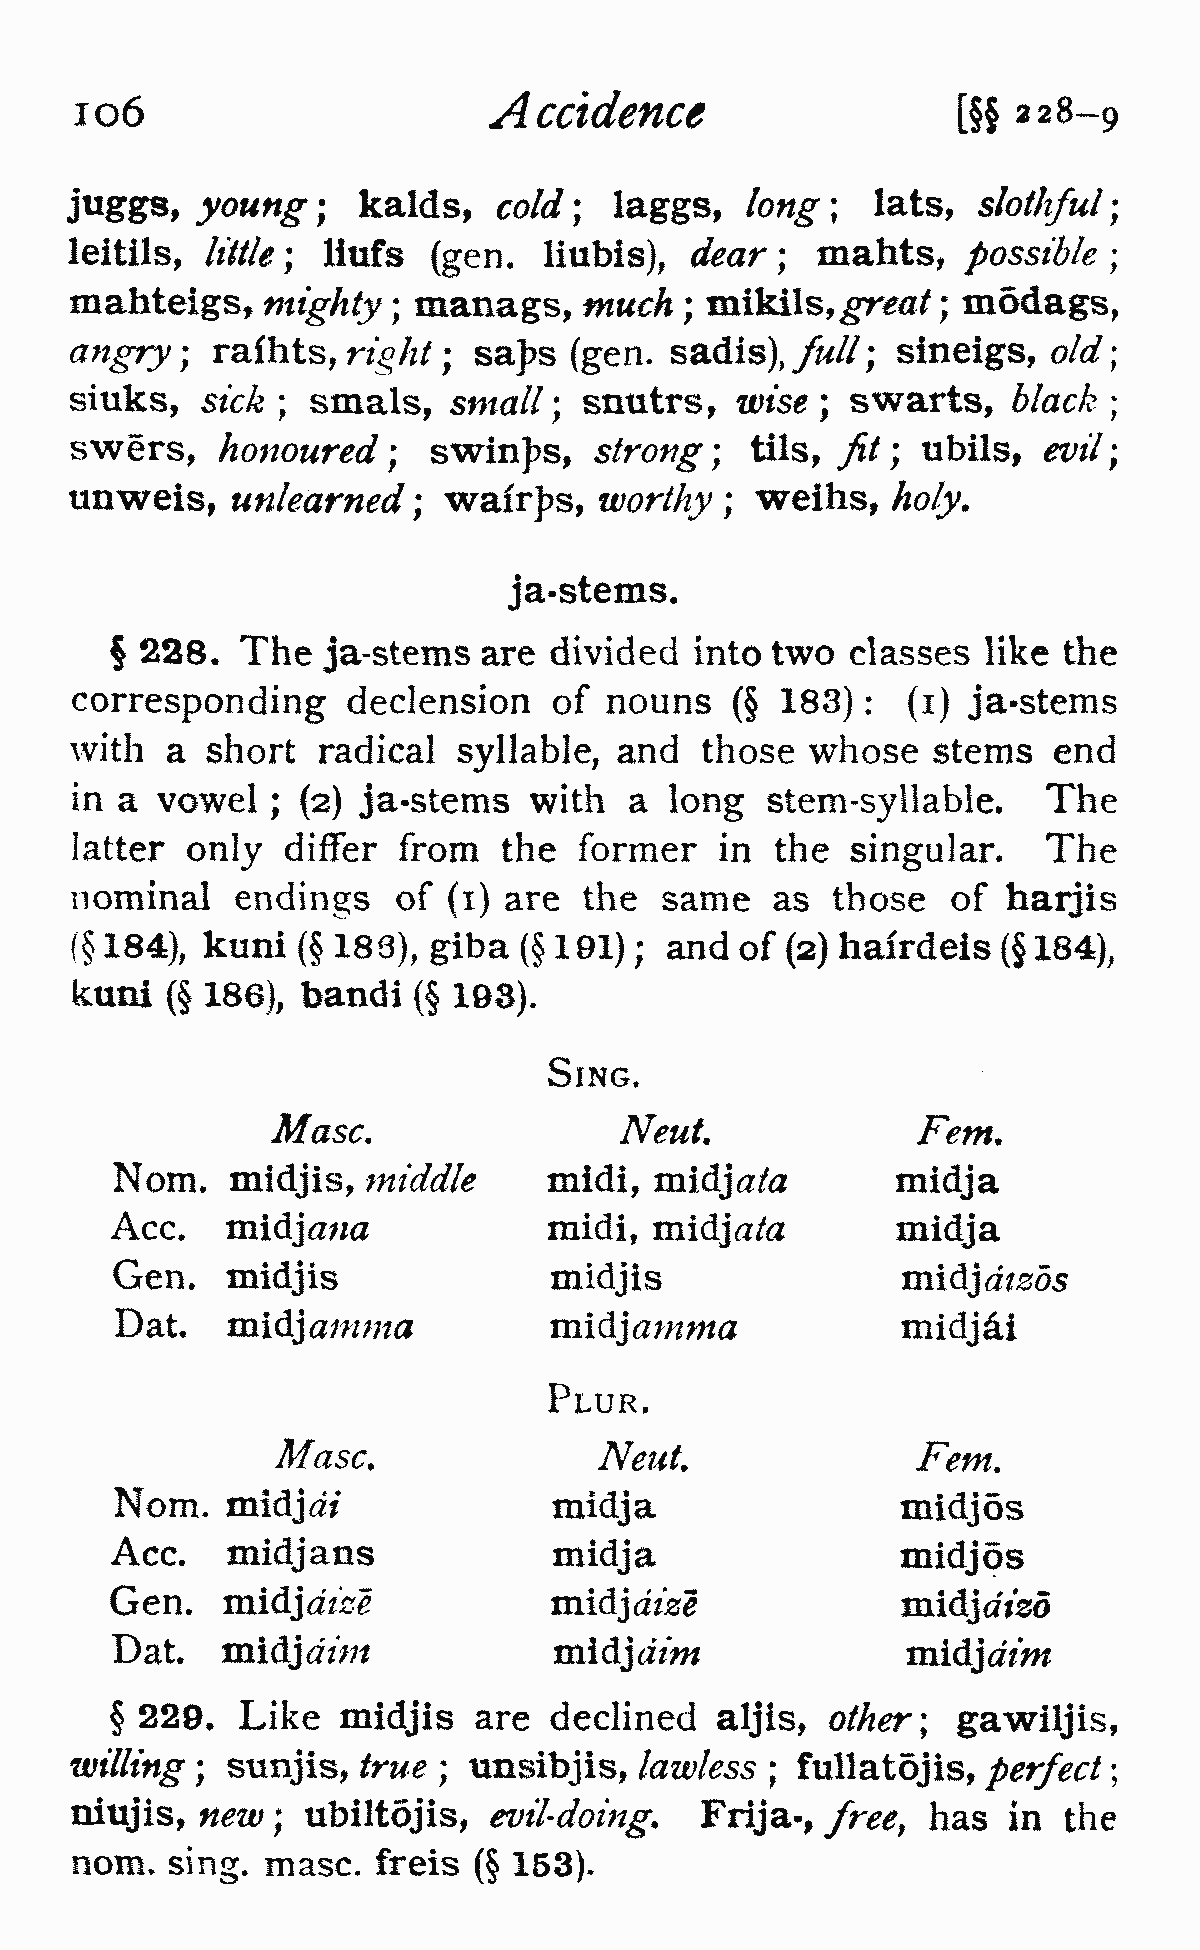 106 Accidence [§§ 228–9
juggs, young; kalds, cold; laggs, long; lats, slothful;
leitils, little; liufs (gen. liubis), dear; mahts, possible;
mahteigs, mighty; manags, much; mikils, great; mōdags,
angry; raíhts, right; saþs (gen. sadis), full; sineigs, old;
siuks, sick; smals, small; snutrs, wise; swarts, black;
swērs, honoured; swinþs, strong; tils, fit; ubils, evil;
unweis, unlearned; waírþs, worthy; weihs, holy.
ja-stems.
§ 228. The ja-stems are divided into two classes like the
corresponding declension of nouns (§ 183): (1) ja-stems
with a short radical syllable, and those whose stems end
in a vowel; (2) ja-stems with a long stem-syllable. The
latter only differ from the former in the singular. The
nominal endings of (1) are the same as those of harjis
(§ 184), kuni (§ 186), giba (§ 191); and of (2) haírdeis (§ 184),
kuni (§ 186), bandi (§ 193).
Sing.
Masc. Neut. Fem.
Nom. midjis, middle midi, midjata midja
Acc. midjana midi, midjata midja
Gen. midjis midjis midjáizōs
Dat. midjamma midjamma midjái
Plur.
Masc. Neut. Fem.
Nom. midjái midja midjōs
Acc. midjans midja midjōs
Gen. midjáizē midjáizē midjáizō
Dat. midjáim midjáim midjáim
§ 229. Like midjis are declined aljis, other; gawiljis,
willing; sunjis, true; unsibjis, lawless; fullatōjis, perfect;
niujis, new; ubiltōjis, evil-doing. Frija-, free, has in the
nom. sing. masc. freis (§ 153).